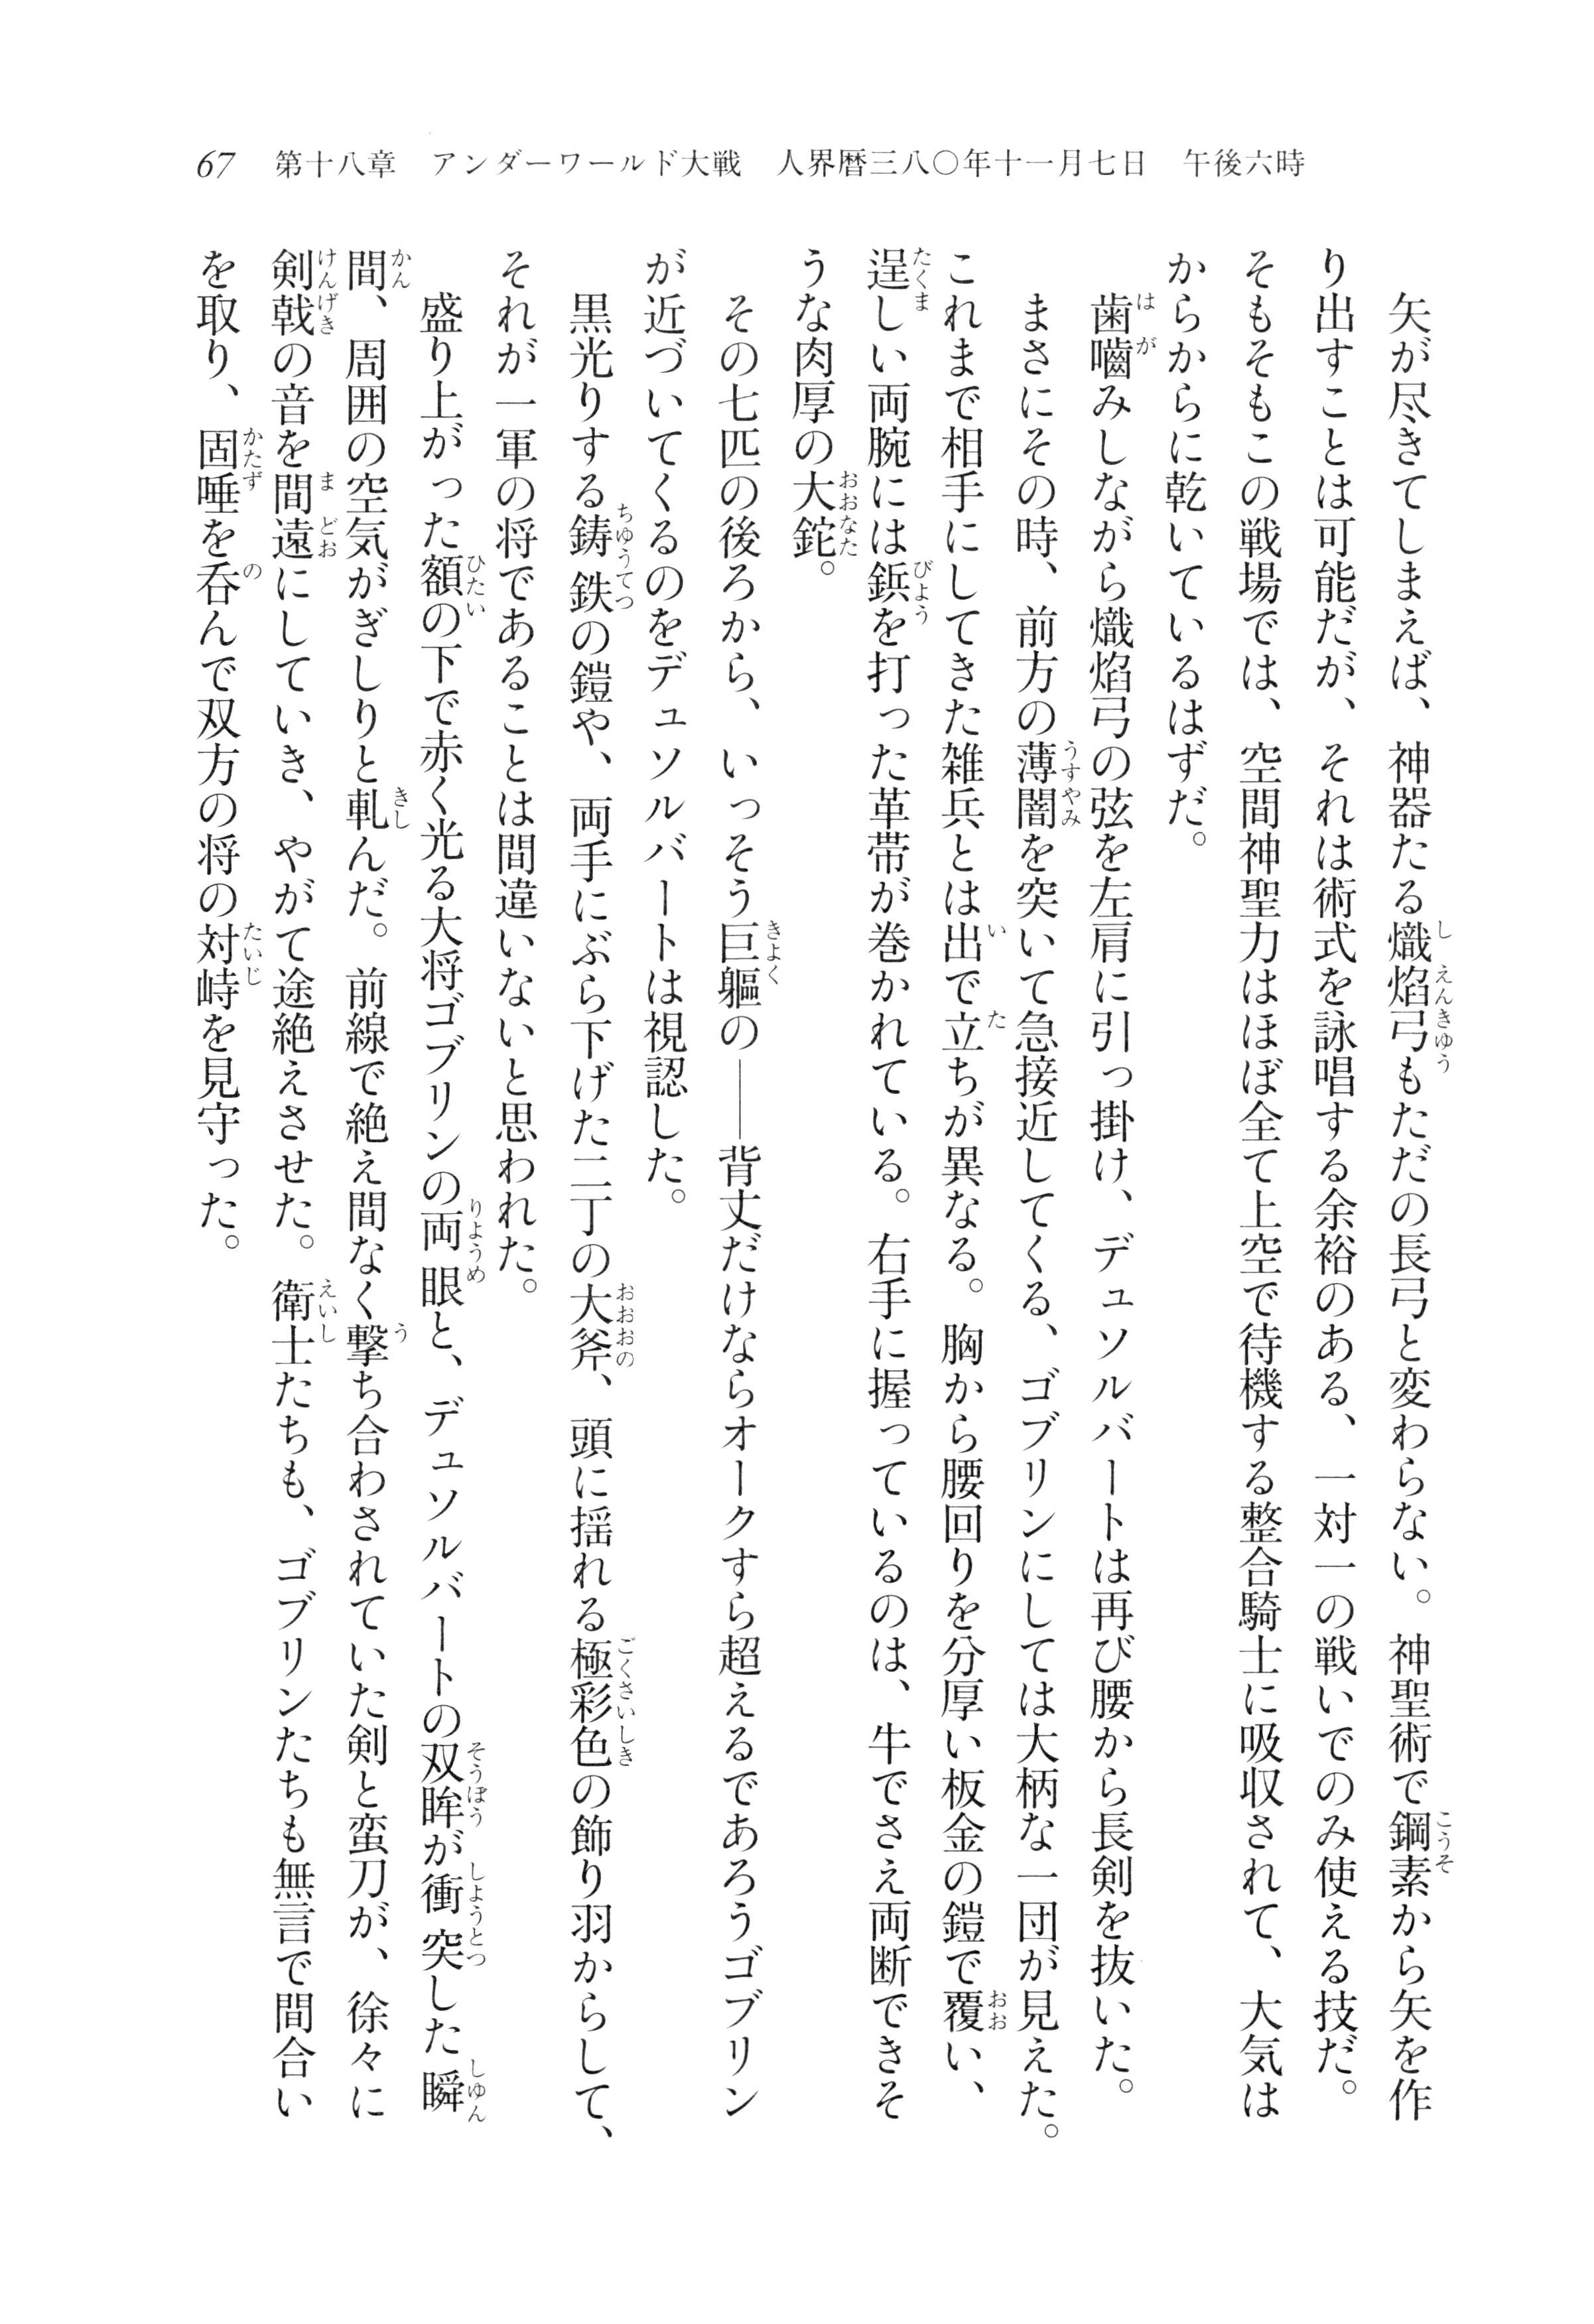 67　第十八章　アンダーワールド大戦　人界暦三八〇年十一月七日　午後六時
　矢が尽きてしまえば、神器たる熾焰弓もただの長弓と変わらない。神聖術で鋼素から矢を作
り出すことは可能だが、それは術式を詠唱する余裕のある、一対一の戦いでのみ使える技だ。
そもそもこの戦場では、空間神聖力はほぼ全て上空で待機する整合騎士に吸収されて、大気は
からからに乾いているはずだ。
　歯嚙みしながら熾焰弓の弦を左肩に引っ掛け、デュソルバートは再び腰から長剣を抜いた。
　まさにその時、前方の薄闇を突いて急接近してくる、ゴブリンにしては大柄な一団が見えた。
これまで相手にしてきた雑兵とは出で立ちが異なる。胸から腰回りを分厚い板金の鎧で覆い、
逞しい両腕には鋲を打った革帯が巻かれている。右手に握っているのは、牛でさえ両断できそ
うな肉厚の大鉈。
　その七匹の後ろから、いっそう巨軀の――背丈だけならオークすら超えるであろうゴブリン
が近づいてくるのをデュソルバートは視認した。
　黒光りする鋳鉄の鎧や、両手にぶら下げた二丁の大斧、頭に揺れる極彩色の飾り羽からして、
それが一軍の将であることは間違いないと思われた。
　盛り上がった額の下で赤く光る大将ゴブリンの両眼と、デュソルバートの双眸が衝突した瞬
間、周囲の空気がぎしりと軋んだ。前線で絶え間なく撃ち合わされていた剣と蛮刀が、徐々に
剣戟の音を間遠にしていき、やがて途絶えさせた。衛士たちも、ゴブリンたちも無言で間合い
を取り、固唾を呑んで双方の将の対峙を見守った。